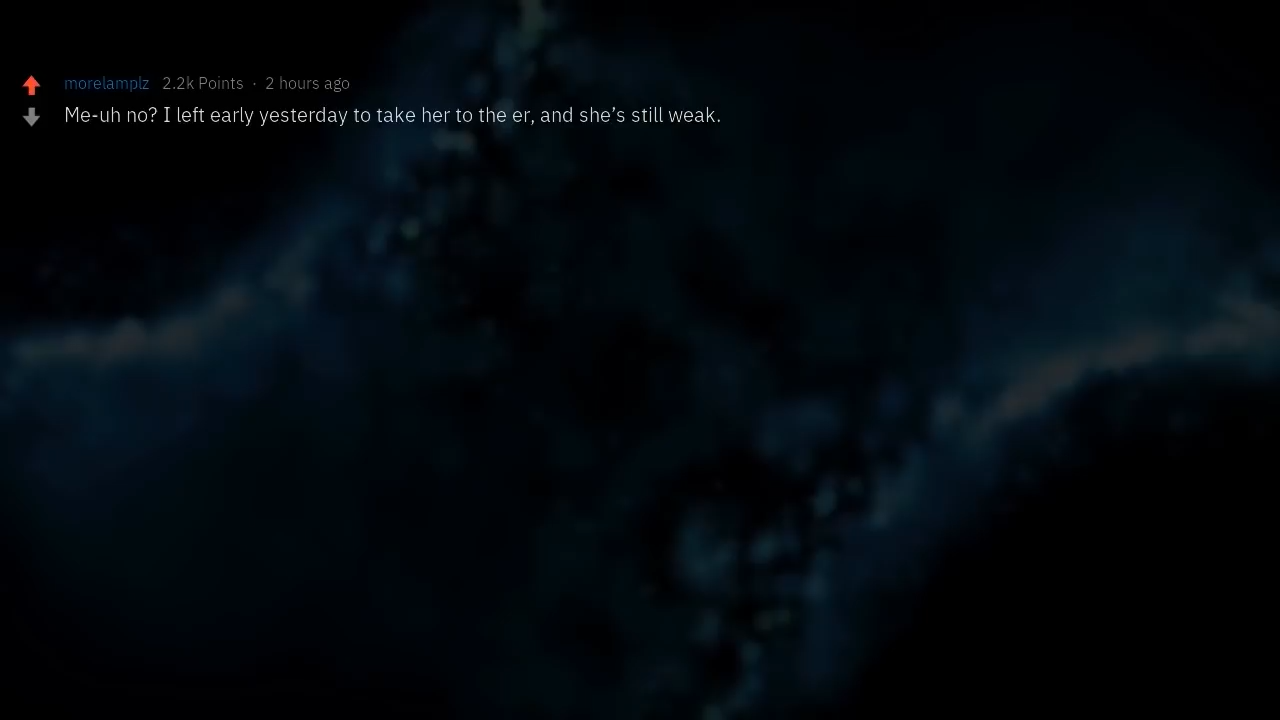 morelamplz 2.2k Points · 2 hours ago
Me-uh no? I left early yesterday to take her to the er, and she’s still weak.